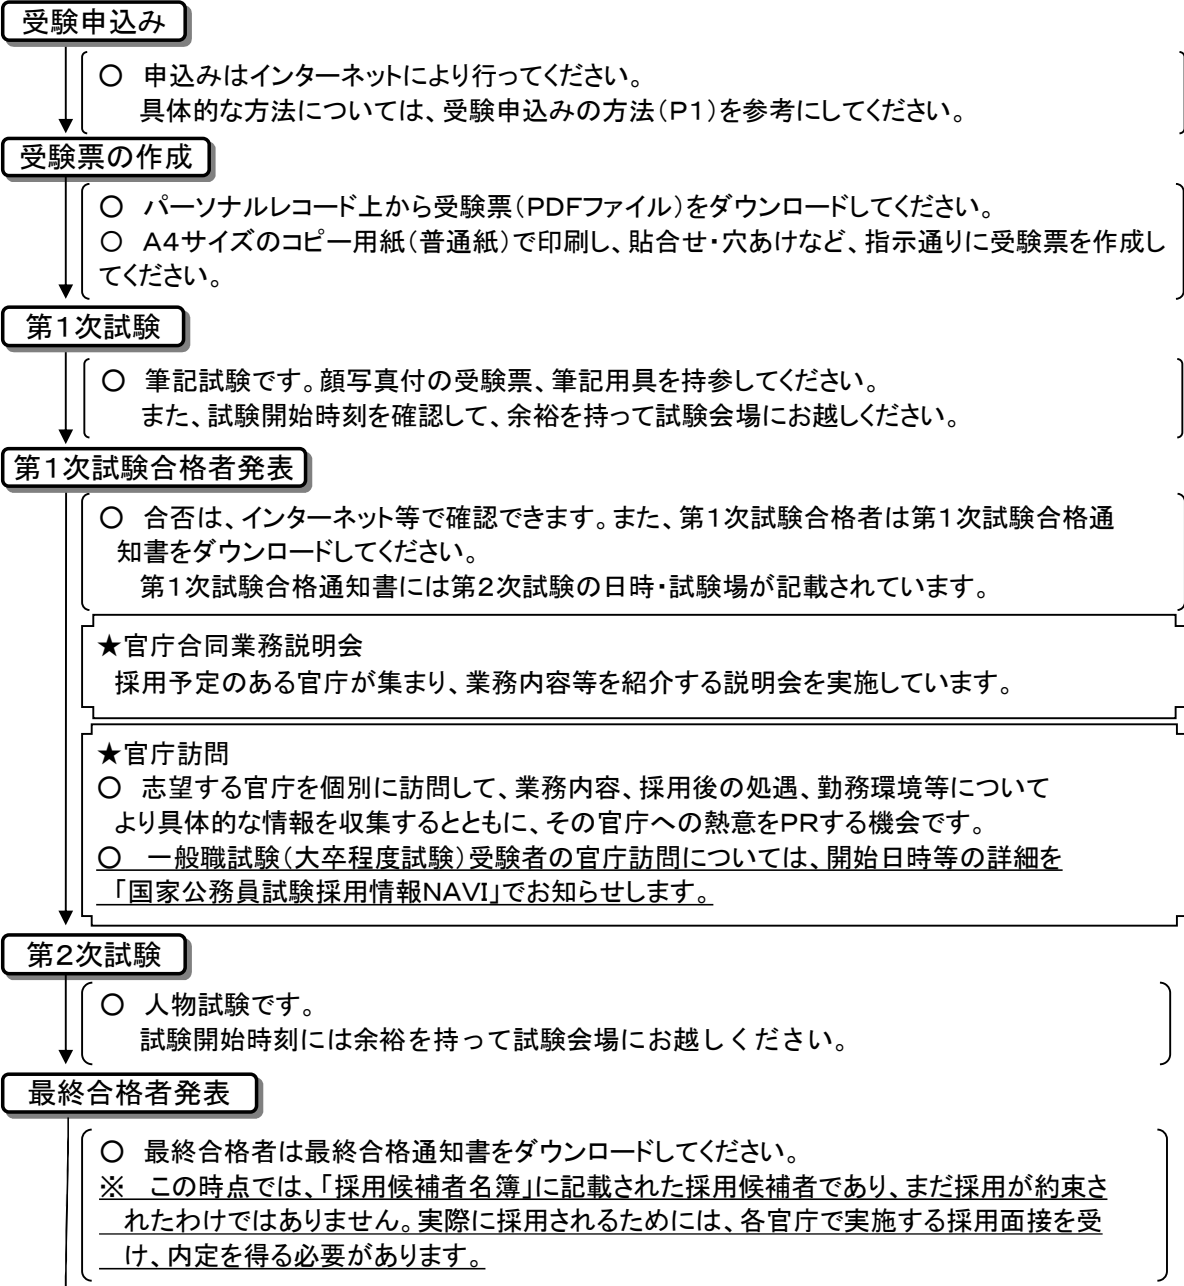 受験申込み
○ 申込みはインターネットにより行ってください。
具体的な方法については、受験申込みの方法(P1)を参考にしてください。
受験票の作成
○ パーソナルレコード上から受験票(PDFファイル)をダウンロードしてください。
○ A4サイズのコピー用紙(普通紙)で印刷し、貼合せ・穴あけなど、指示通りに受験票を作成し
てください。
第1次試験
○ 筆記試験です。顔写真付の受験票、筆記用具を持参してください。
また、試験開始時刻を確認して、余裕を持って試験会場にお越しください。
第1次試験合格者発表
○ 合否は、インターネット等で確認できます。また、第1次試験合格者は第1次試験合格通
知書をダウンロードしてください。
第1次試験合格通知書には第2次試験の日時・試験場が記載されています。
★官庁合同業務説明会
採用予定のある官庁が集まり、業務内容等を紹介する説明会を実施しています。
★官庁訪問
○ 志望する官庁を個別に訪問して、業務内容、採用後の処遇、勤務環境等について
より具体的な情報を収集するとともに、その官庁への熱意をPRする機会です。
○ 一般職試験(大卒程度試験)受験者の官庁訪問については、開始日時等の詳細を
「国家公務員試験採用情報NAVI」でお知らせします。
第2次試験
○ 人物試験です。
試験開始時刻には余裕を持って試験会場にお越しください。
最終合格者発表
○ 最終合格者は最終合格通知書をダウンロードしてください。
※ この時点では、「採用候補者名簿」に記載された採用候補者であり、まだ採用が約束さ
れたわけではありません。実際に採用されるためには、各官庁で実施する採用面接を受
け、内定を得る必要があります。